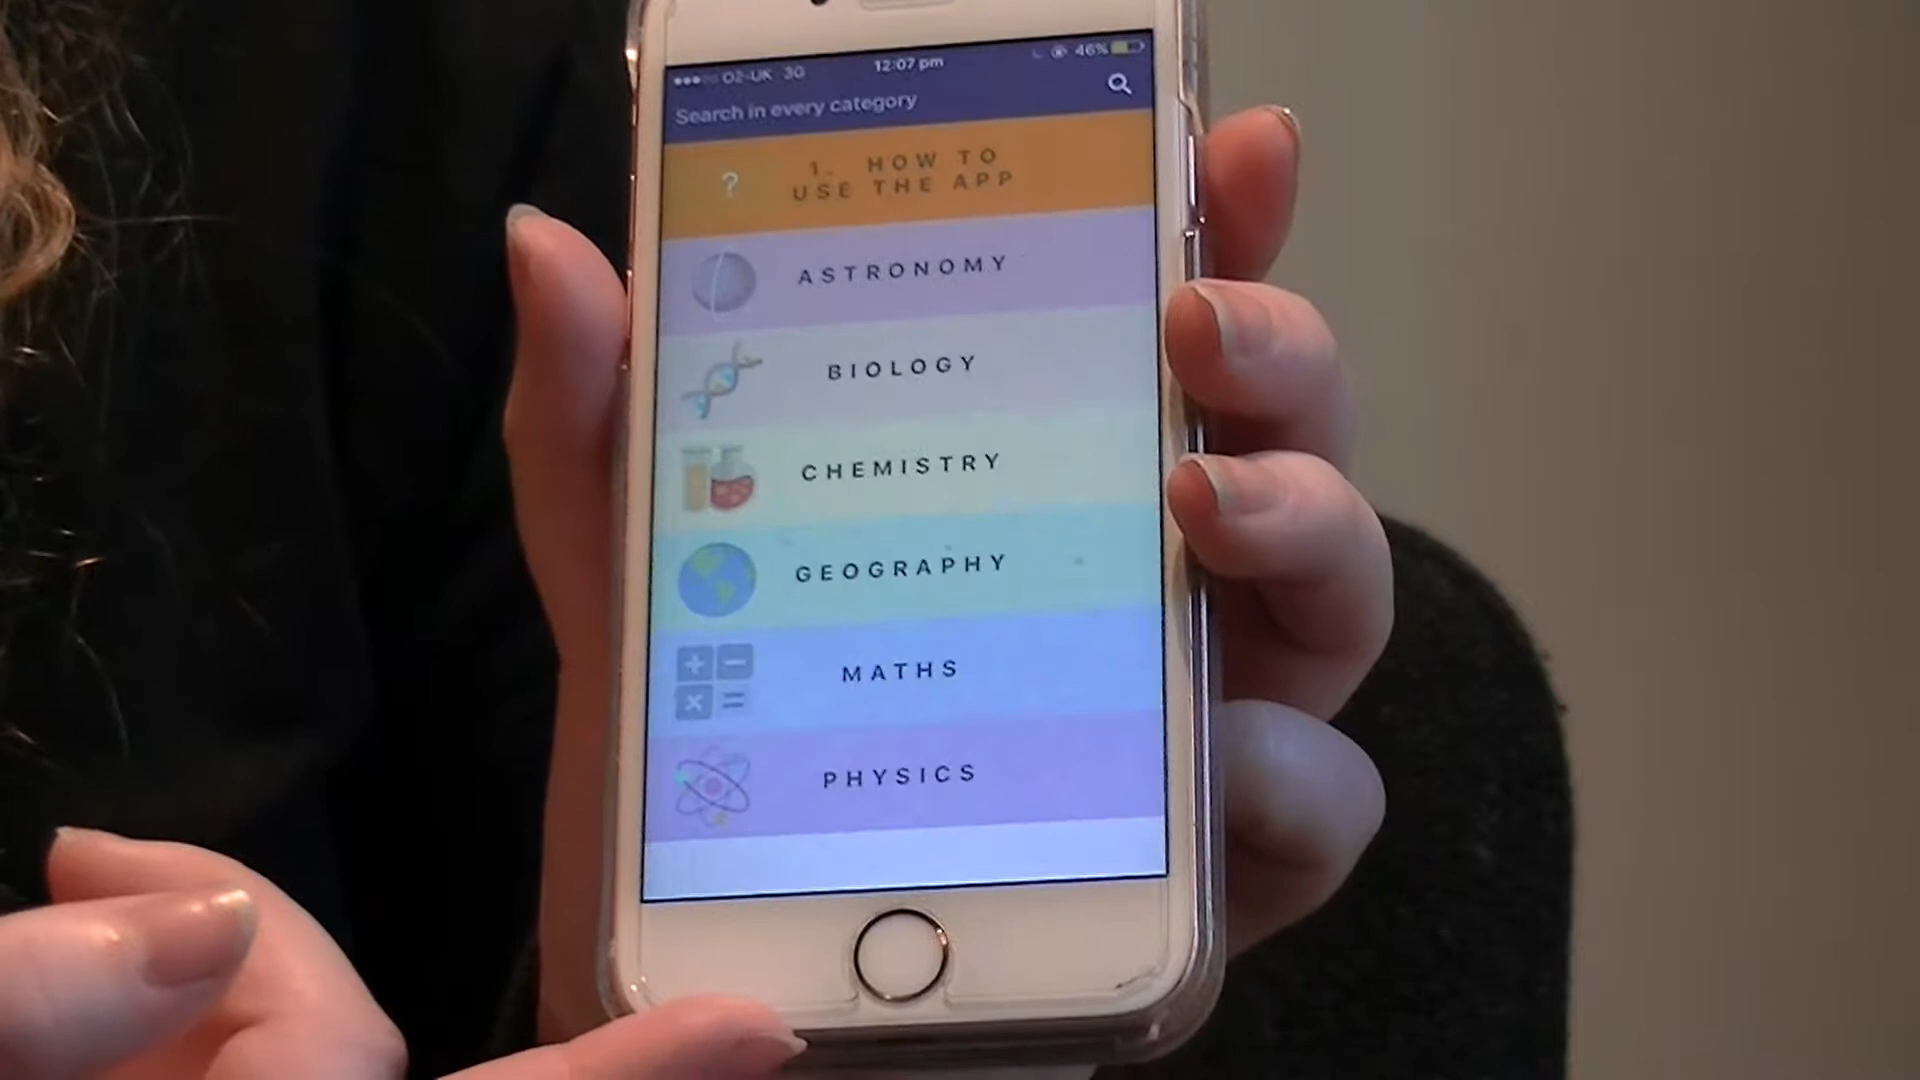 O2-UK 3G 12:07 pm 46%
Search in every category
? 1. HOW TO
USE THE APP
ASTRONOMY
BIOLOGY
CHEMISTRY
GEOGRAPHY
MATHS
PHYSICS